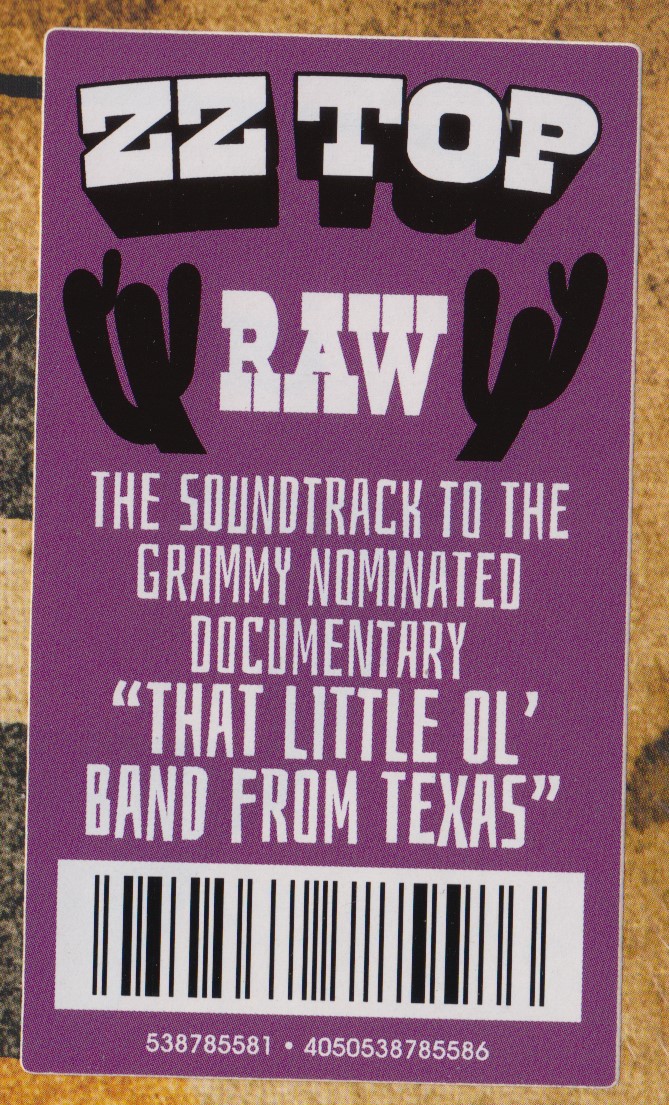 ZZ TOP
RAW
THE SOUNDTRACK TO THE
GRAMMY NOMINATED
DOCUMENTARY
“THAT LITTLE OL’
BAND FROM TEXAS”
538785581 • 4050538785586